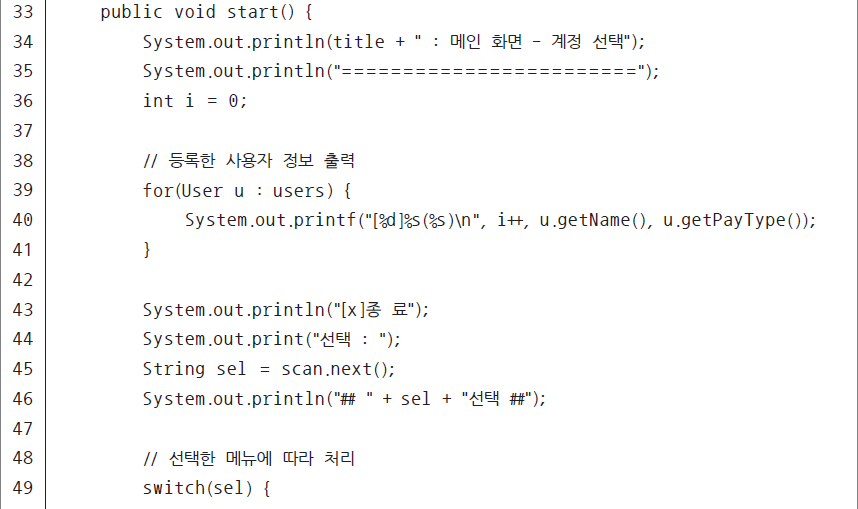 33 public void start() {
34 System.out.println(title + " : 메인 화면 - 계정 선택");
35 System.out.println("========================");
36 int i = 0;
37
38 // 등록한 사용자 정보 출력
39 for(User u : users) {
40 System.out.printf("[%d]%s(%s)\n", i++, u.getName(), u.getPayType());
41 }
42
43 System.out.println("[x]종 료");
44 System.out.print("선택 : ");
45 String sel = scan.next();
46 System.out.println("## " + sel + "선택 ##");
47
48 // 선택한 메뉴에 따라 처리
49 switch(sel) {